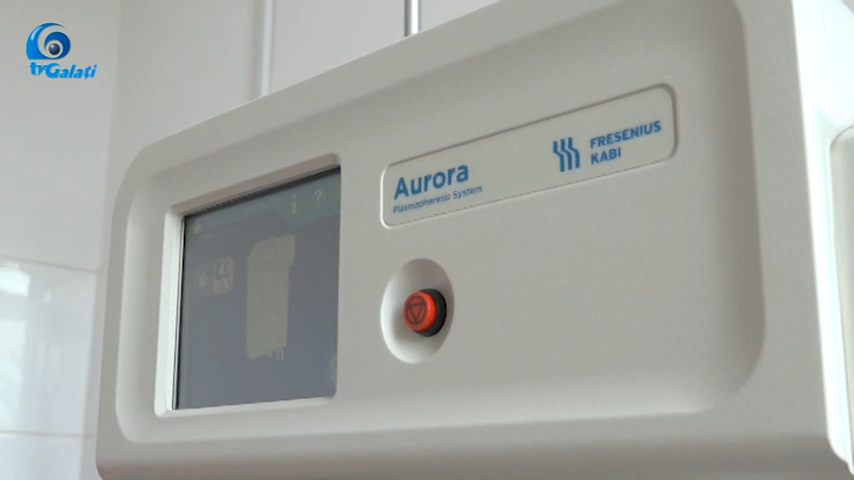 tvGalati
Aurora
Plasmapheresis System
FRESENIUS
KABI
?